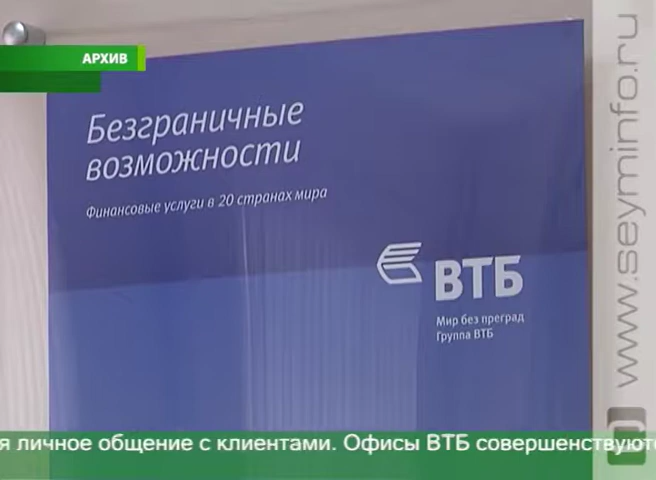 АРХИВ
Безграничные
возможности
Финансовые услуги в 20 странах мира
ВТБ
Мир без преград
Группа ВТБ
www.seyminfo.ru
личное общение с клиентами. Офисы ВТБ совершенствуют